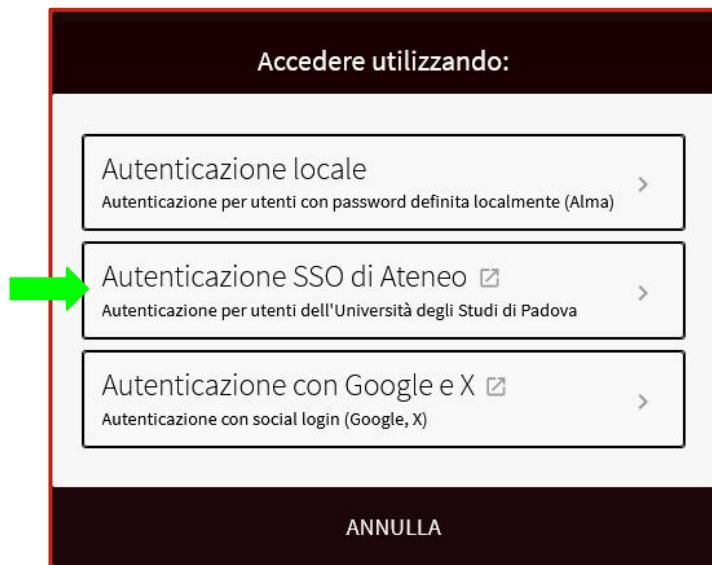 Accedere utilizzando:
Autenticazione locale
Autenticazione per utenti con password definita localmente (Alma)
Autenticazione SSO di Ateneo
Autenticazione per utenti dell'Università degli Studi di Padova
Autenticazione con Google e X
Autenticazione con social login (Google, X)
ANNULLA